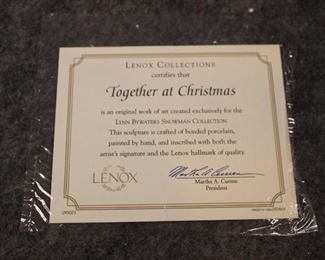 LENOX COLLECTIONS
certifies that
Together at Christmas
is an original work of art created exclusively for the
LYNN BYWATERS SNOWMAN COLLECTION.
This sculpture is crafted of bonded porcelain,
painted by hand, and inscribed with both the
artist's signature and the Lenox hallmark of quality.
LENOX
Martha A. Curren
Martha A. Curren
President